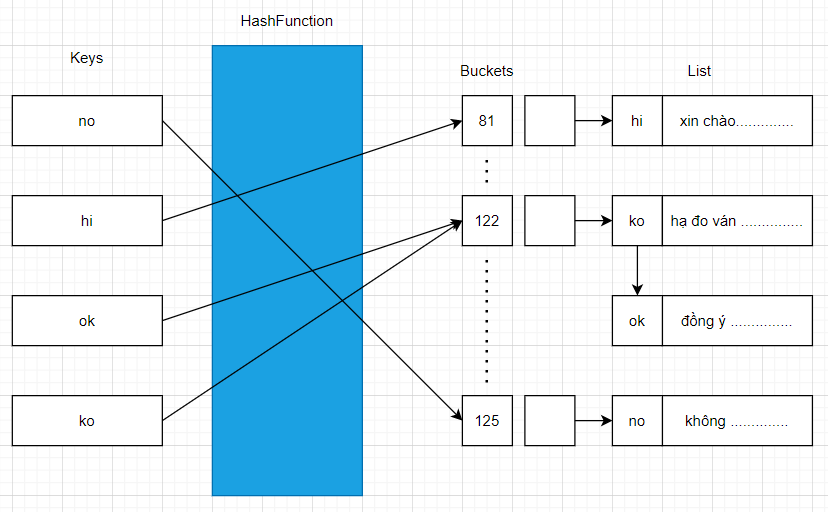 HashFunction
Keys
Buckets
List
no
81
hi
xin chào..............
hi
122
ko
hạ đo ván ...............
ok
ok
đồng ý ...............
ko
125
no
không ..............